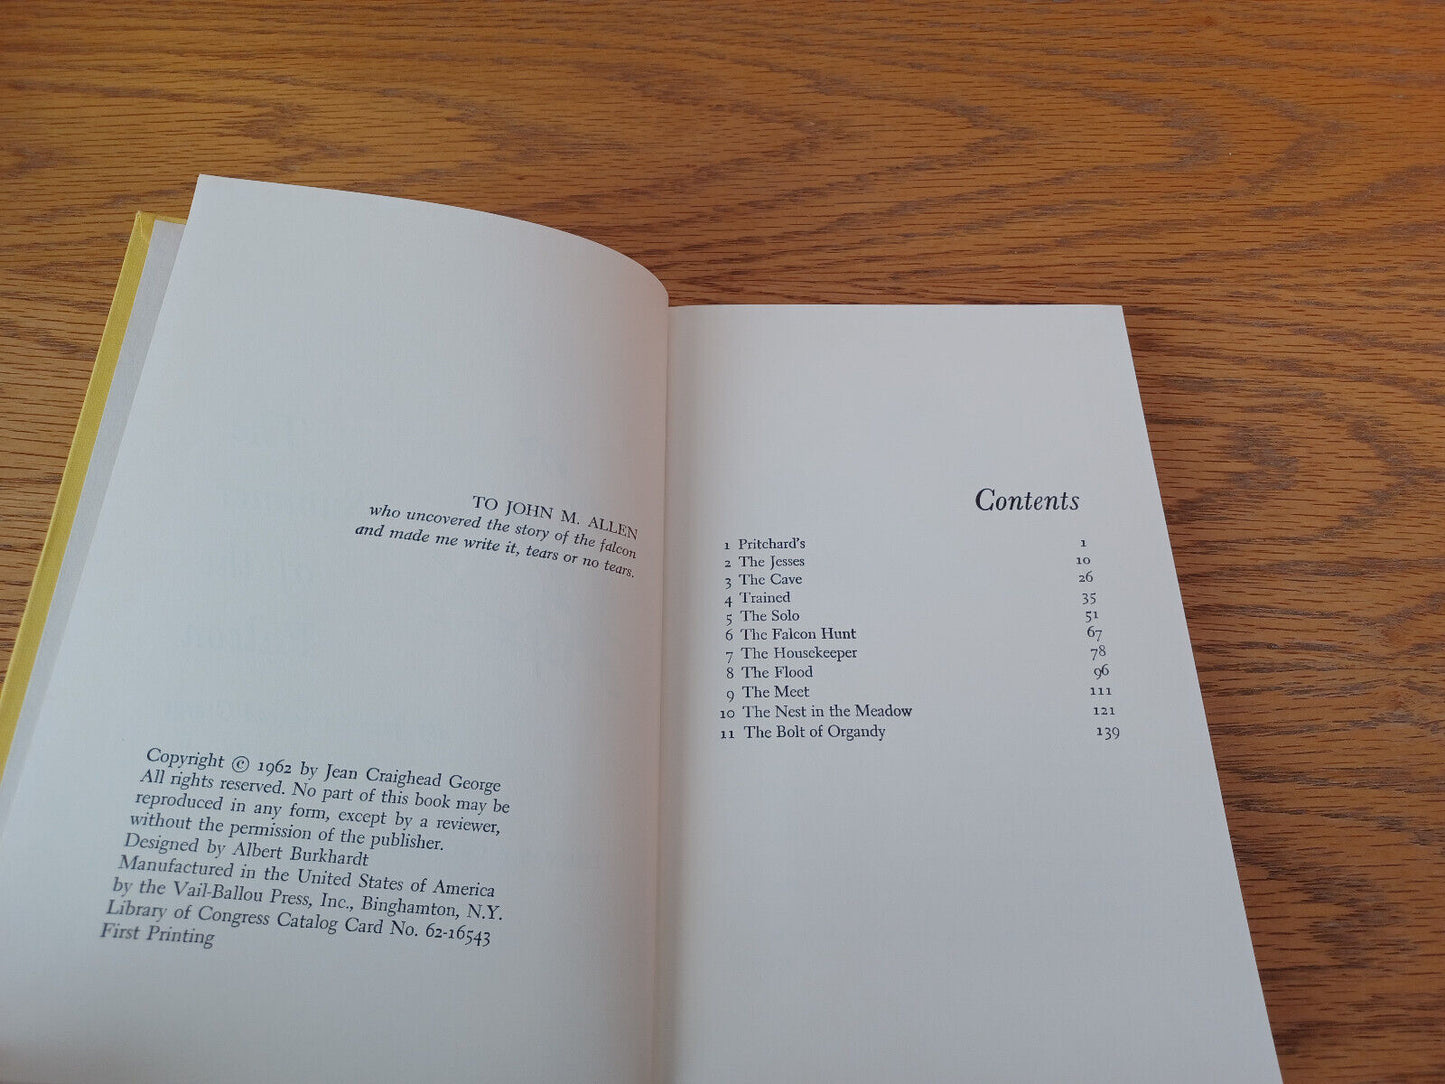 TO JOHN M. ALLEN
who uncovered the story of the falcon
and made me write it, tears or no tears.
Copyright © 1962 by Jean Craighead George
All rights reserved. No part of this book may be
reproduced in any form, except by a reviewer,
without the permission of the publisher.
Designed by Albert Burkhardt
Manufactured in the United States of America
by the Vail-Ballou Press, Inc., Binghamton, N.Y.
Library of Congress Catalog Card No. 62-16543
First Printing
Contents
1 Pritchard's 1
2 The Jesses 10
3 The Cave 26
4 Trained 35
5 The Solo 51
6 The Falcon Hunt 67
7 The Housekeeper 78
8 The Flood 96
9 The Meet 111
10 The Nest in the Meadow 121
11 The Bolt of Organdy 139